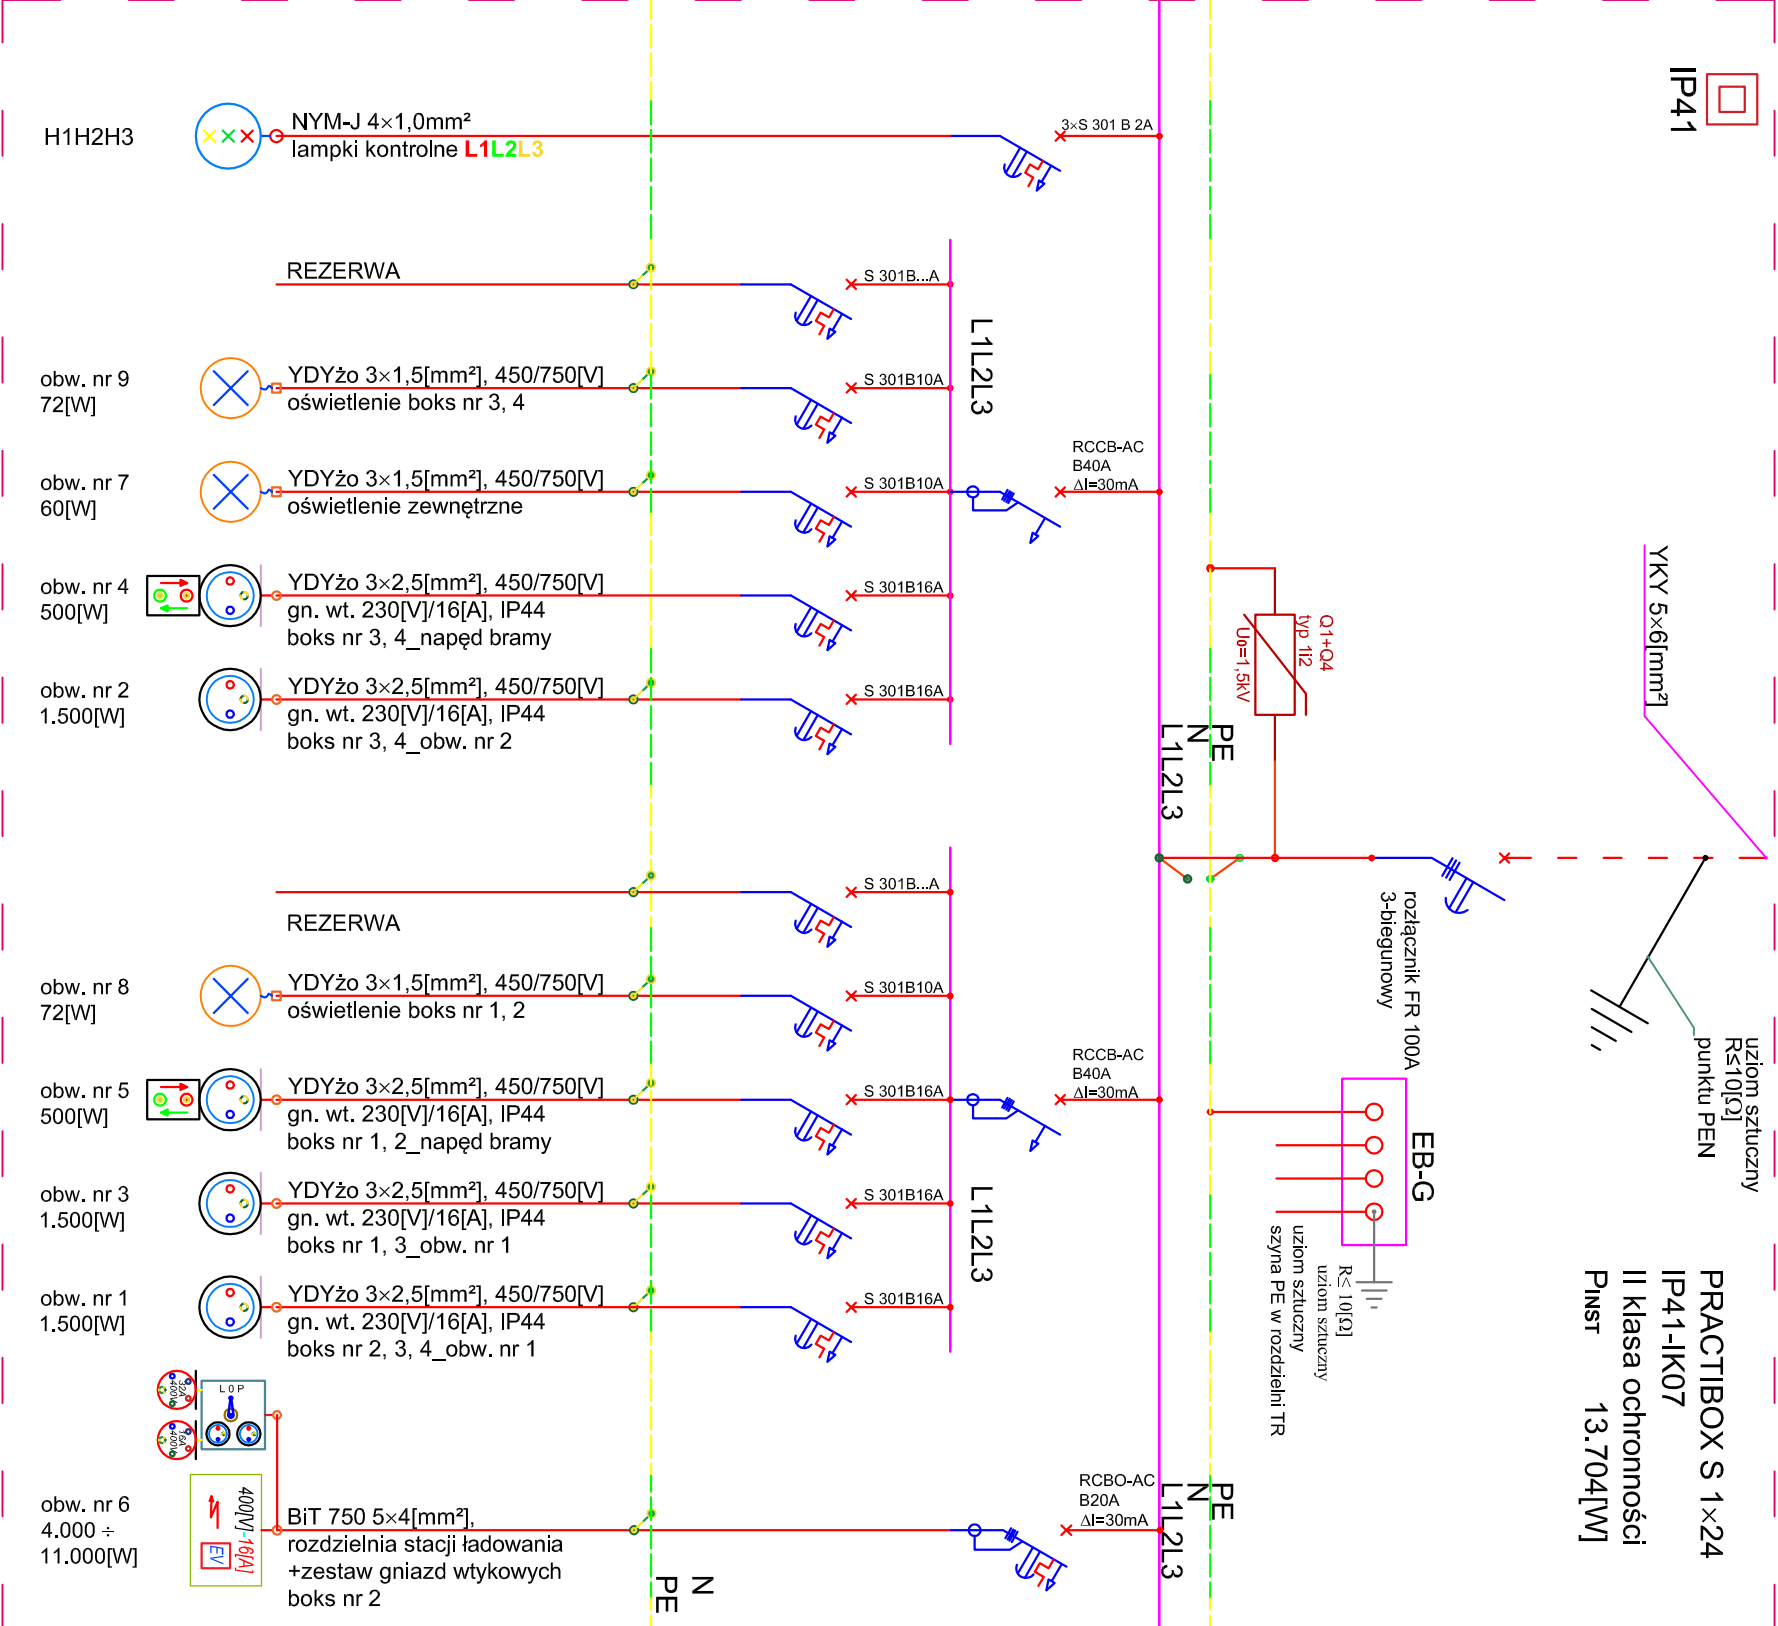 H1H2H3
NYM-J 4×1,0mm²
lampki kontrolne L1L2L3
3×S 301 B 2A
IP41
REZERWA
S 301B...A
L1L2L3
obw. nr 9
72[W]
YDYżo 3×1,5[mm²], 450/750[V]
oświetlenie boks nr 3, 4
S 301B10A
obw. nr 7
60[W]
YDYżo 3×1,5[mm²], 450/750[V]
oświetlenie zewnętrzne
S 301B10A
RCCB-AC
B40A
ΔI=30mA
obw. nr 4
500[W]
YDYżo 3×2,5[mm²], 450/750[V]
gn. wt. 230[V]/16[A], IP44
boks nr 3, 4_napęd bramy
S 301B16A
obw. nr 2
1.500[W]
YDYżo 3×2,5[mm²], 450/750[V]
gn. wt. 230[V]/16[A], IP44
boks nr 3, 4_obw. nr 2
S 301B16A
Q1+Q4
typ 1i2
U0=1,5kV
YKY 5×6[mm²]
PE
N
L1L2L3
REZERWA
S 301B...A
obw. nr 8
72[W]
YDYżo 3×1,5[mm²], 450/750[V]
oświetlenie boks nr 1, 2
S 301B10A
rozłącznik FR 100A
3-biegunowy
uziom sztuczny
R≤10[Ω]
punktu PEN
obw. nr 5
500[W]
YDYżo 3×2,5[mm²], 450/750[V]
gn. wt. 230[V]/16[A], IP44
boks nr 1, 2_napęd bramy
S 301B16A
RCCB-AC
B40A
ΔI=30mA
EB-G
obw. nr 3
1.500[W]
YDYżo 3×2,5[mm²], 450/750[V]
gn. wt. 230[V]/16[A], IP44
boks nr 1, 3_obw. nr 1
S 301B16A
L1L2L3
R≤ 10[Ω]
uziom sztuczny
uziom sztuczny
szyna PE w rozdzielni TR
obw. nr 1
1.500[W]
YDYżo 3×2,5[mm²], 450/750[V]
gn. wt. 230[V]/16[A], IP44
boks nr 2, 3, 4_obw. nr 1
S 301B16A
PRACTIBOX S 1×24
IP41-IK07
II klasa ochronności
PINST 13.704[W]
32A
400V
L 0 P
16A
400V
400[V]-16[A]
EV
obw. nr 6
4.000 ÷
11.000[W]
BiT 750 5×4[mm²],
rozdzielnia stacji ładowania
+zestaw gniazd wtykowych
boks nr 2
RCBO-AC
B20A
ΔI=30mA
PE
N
L1L2L3
N
PE